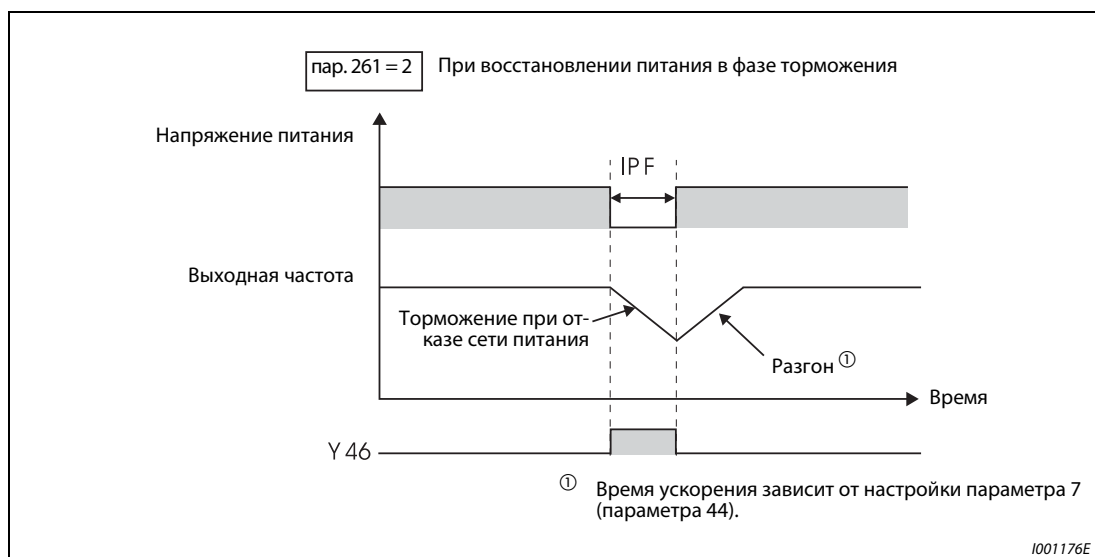 пар. 261 = 2 При восстановлении питания в фазе торможения
Напряжение питания
IPF
Выходная частота
Торможение при от-
казе сети питания
Разгон ①
Время
Y 46
① Время ускорения зависит от настройки параметра 7
(параметра 44).
I001176E